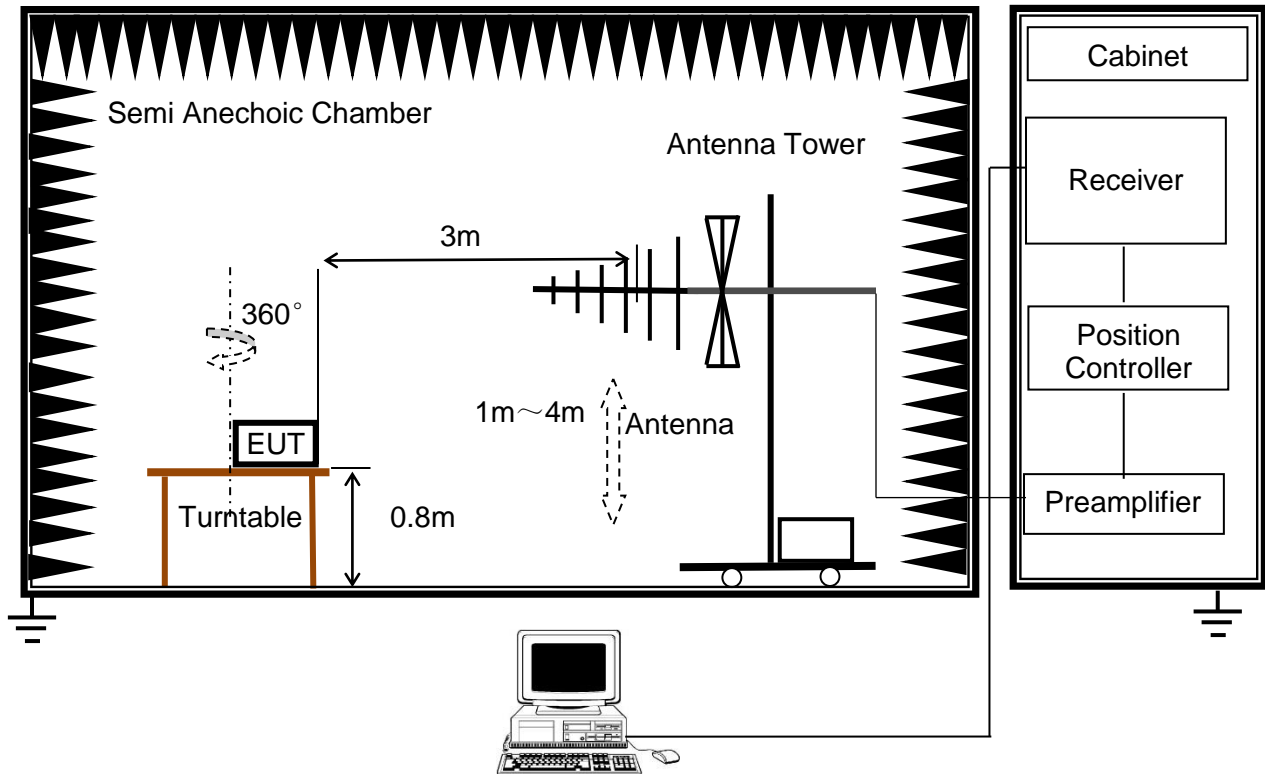 Semi Anechoic Chamber
Antenna Tower
3m
360°
1m～4m
Antenna
EUT
Turntable
0.8m
Cabinet
Receiver
Position
Controller
Preamplifier